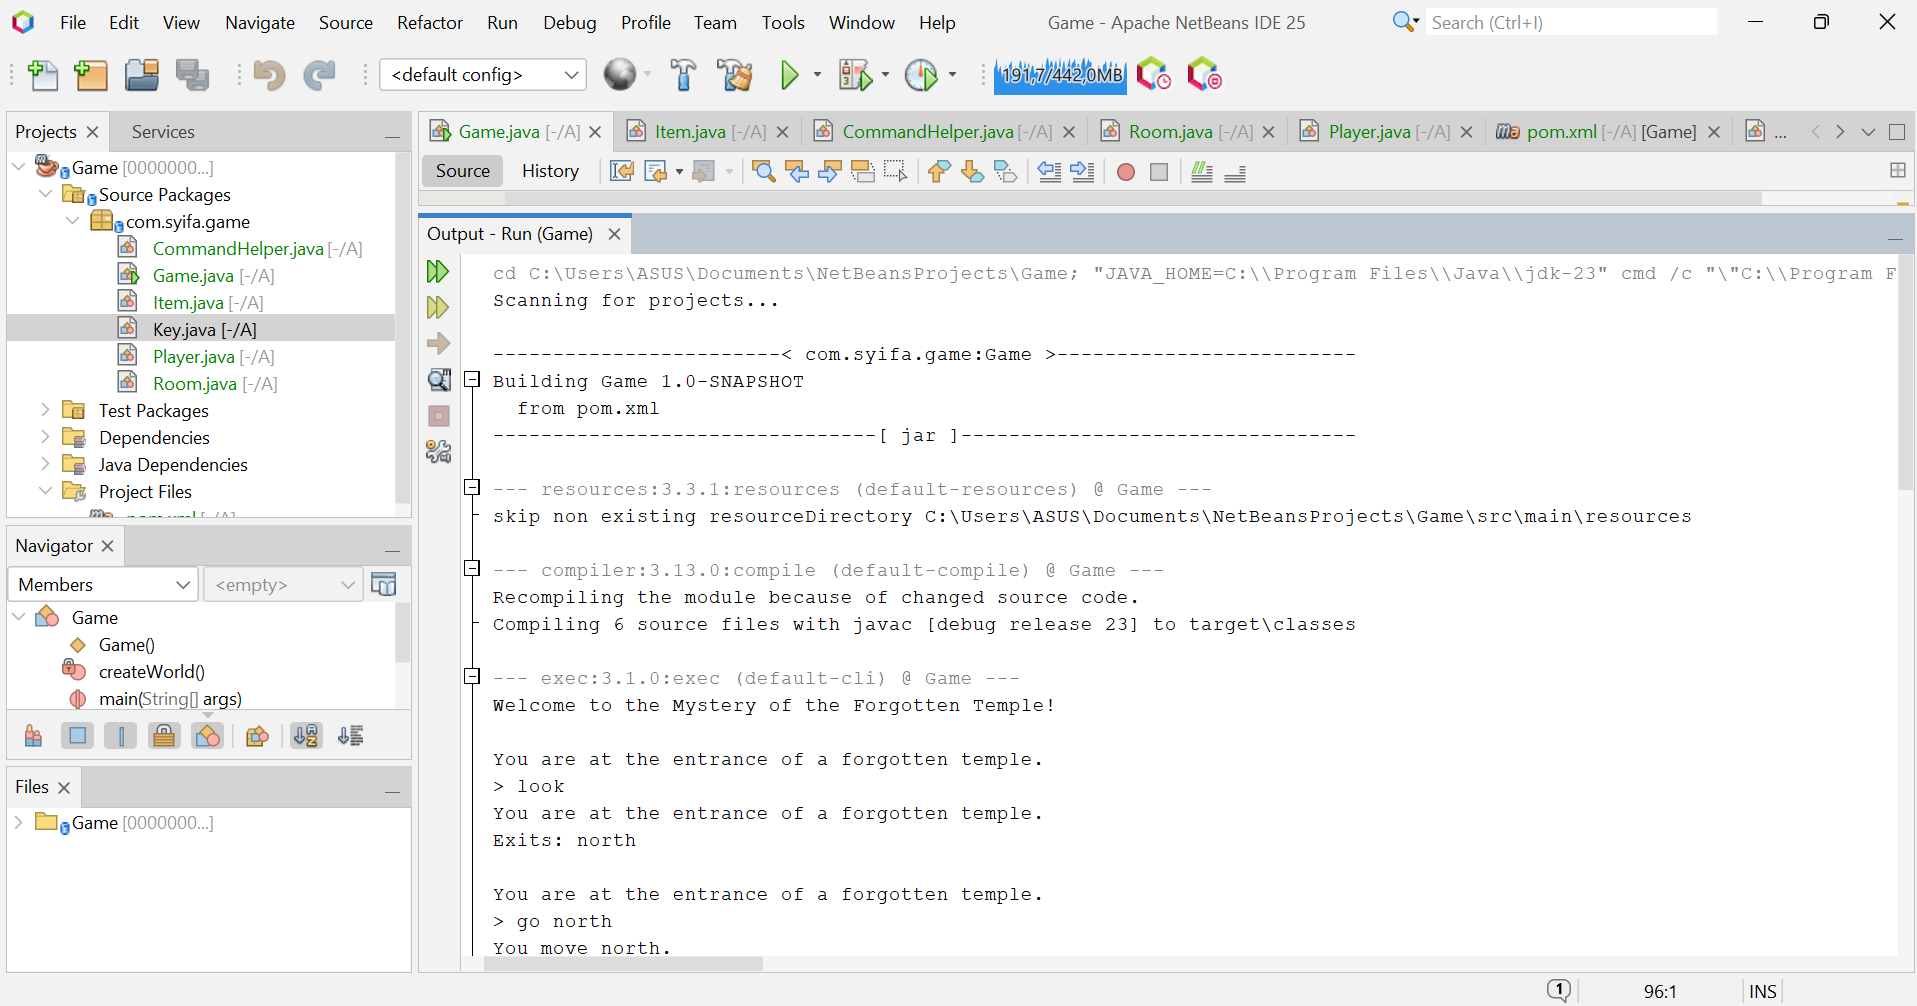 File Edit View Navigate Source Refactor Run Debug Profile Team Tools Window Help
Game - Apache NetBeans IDE 25
Search (Ctrl+I)
<default config>
191,7/442,0MB
Projects
Services
Game [0000000...]
Source Packages
com.syifa.game
CommandHelper.java [-/A]
Game.java [-/A]
Item.java [-/A]
Key.java [-/A]
Player.java [-/A]
Room.java [-/A]
Test Packages
Dependencies
Java Dependencies
Project Files
pom.xml [-/A]
Navigator
Members
<empty>
Game
Game()
createWorld()
main(String[] args)
Files
Game [0000000...]
Game.java [-/A]
Item.java [-/A]
CommandHelper.java [-/A]
Room.java [-/A]
Player.java [-/A]
pom.xml [-/A] [Game]
...
Source
History
Output - Run (Game)
cd C:\Users\ASUS\Documents\NetBeansProjects\Game; "JAVA_HOME=C:\\Program Files\\Java\\jdk-23" cmd /c "\"C:\\Program F
Scanning for projects...
------------------------< com.syifa.game:Game >-------------------------
Building Game 1.0-SNAPSHOT
from pom.xml
--------------------------------[ jar ]---------------------------------
--- resources:3.3.1:resources (default-resources) @ Game ---
skip non existing resourceDirectory C:\Users\ASUS\Documents\NetBeansProjects\Game\src\main\resources
--- compiler:3.13.0:compile (default-compile) @ Game ---
Recompiling the module because of changed source code.
Compiling 6 source files with javac [debug release 23] to target\classes
--- exec:3.1.0:exec (default-cli) @ Game ---
Welcome to the Mystery of the Forgotten Temple!
You are at the entrance of a forgotten temple.
> look
You are at the entrance of a forgotten temple.
Exits: north
You are at the entrance of a forgotten temple.
> go north
You move north.
1
96:1
INS